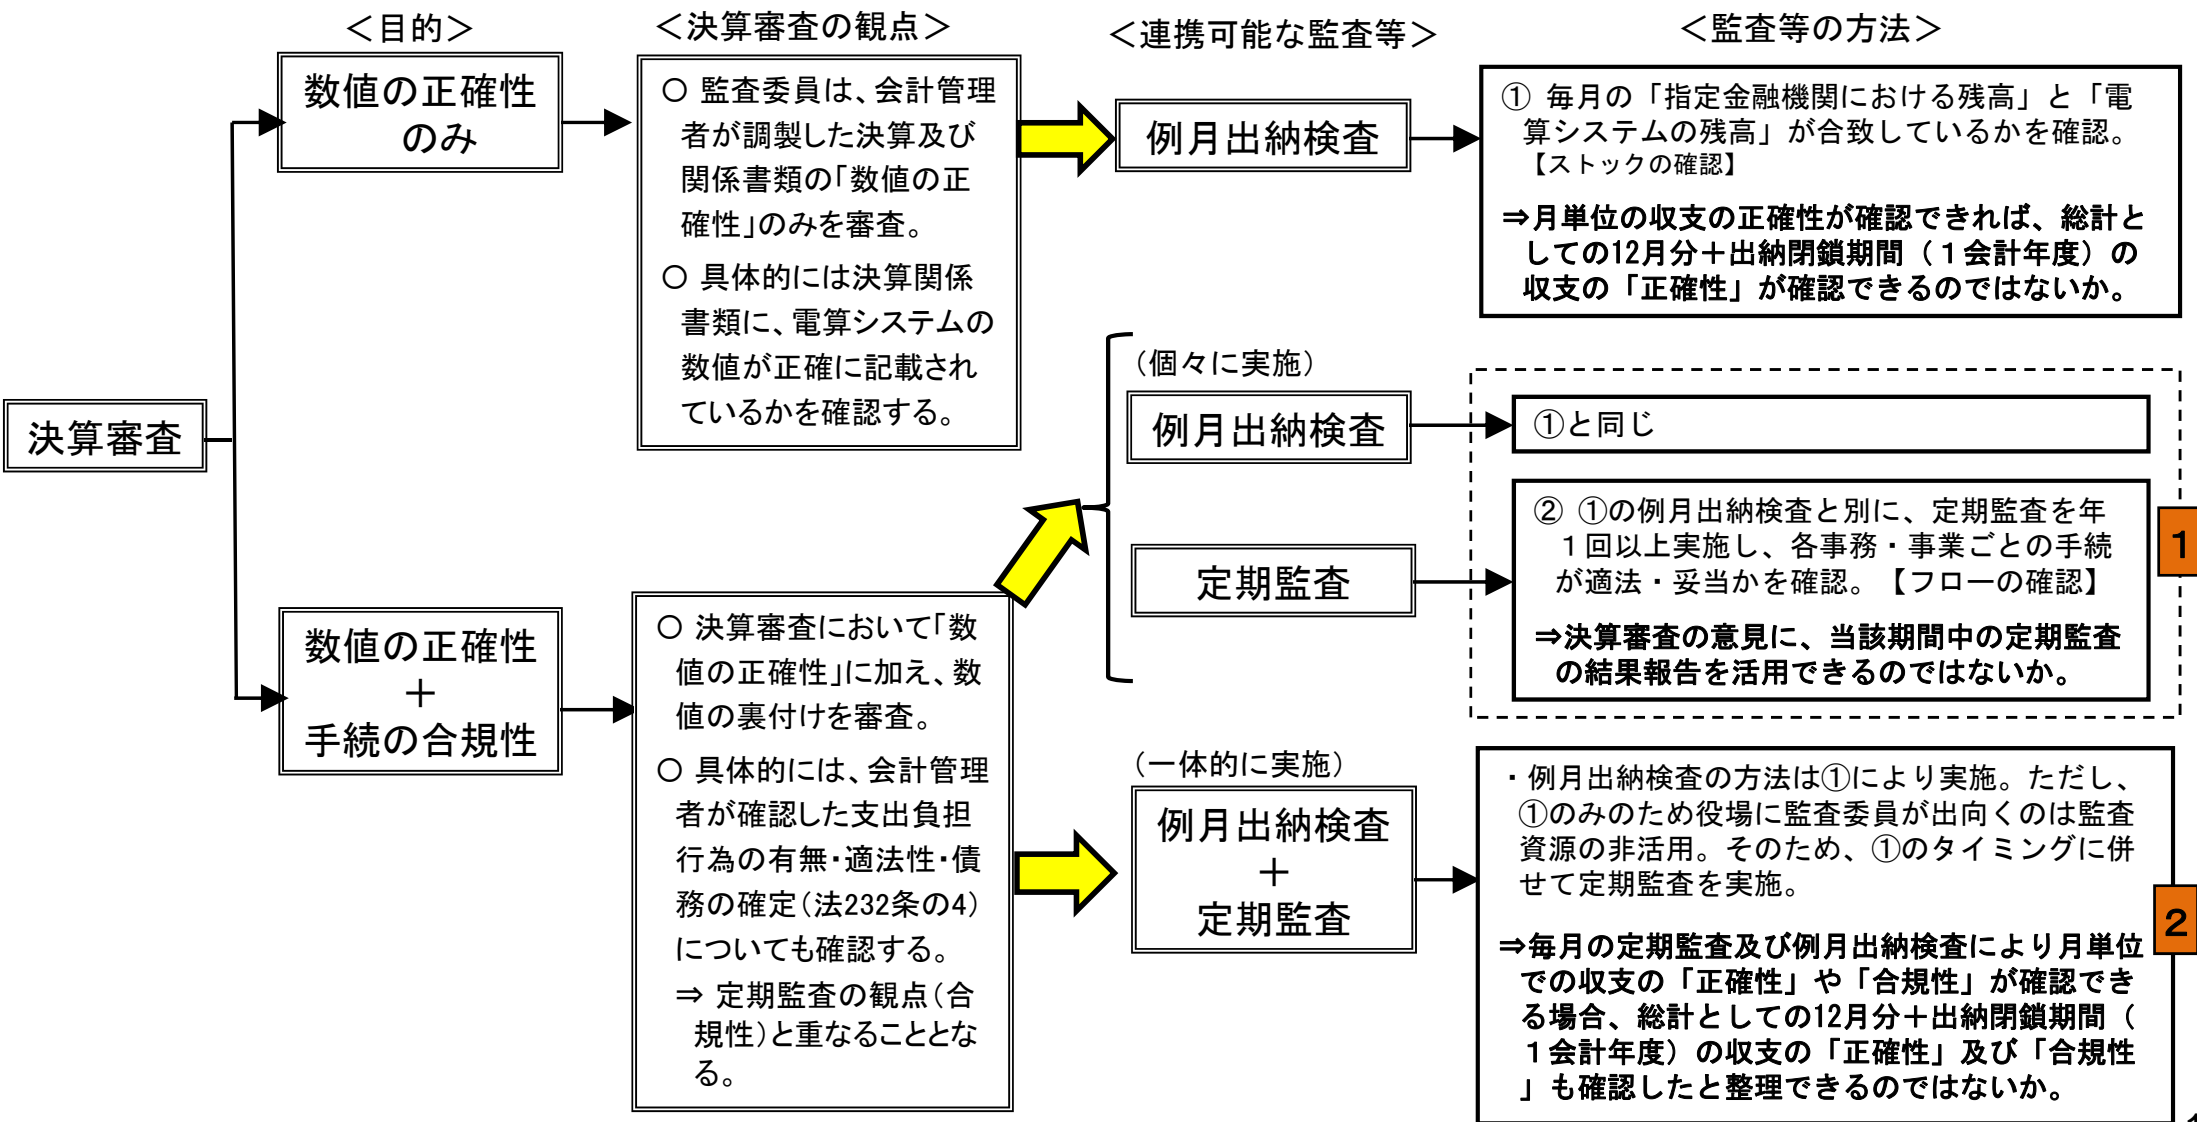 ＜目的＞
＜決算審査の観点＞
＜連携可能な監査等＞
＜監査等の方法＞
決算審査
数値の正確性
のみ
○ 監査委員は、会計管理
者が調製した決算及び
関係書類の「数値の正
確性」のみを審査。
○ 具体的には決算関係
書類に、電算システムの
数値が正確に記載され
ているかを確認する。
例月出納検査
① 毎月の「指定金融機関における残高」と「電
算システムの残高」が合致しているかを確認。
【ストックの確認】
⇒月単位の収支の正確性が確認できれば、総計と
しての12月分＋出納閉鎖期間（１会計年度）の
収支の「正確性」が確認できるのではないか。
数値の正確性
＋
手続の合規性
○ 決算審査において「数
値の正確性」に加え、数
値の裏付けを審査。
○ 具体的には、会計管理
者が確認した支出負担
行為の有無・適法性・債
務の確定（法232条の4）
についても確認する。
⇒ 定期監査の観点（合
規性）と重なることとな
る。
（個々に実施）
例月出納検査
①と同じ
定期監査
② ①の例月出納検査と別に、定期監査を年
１回以上実施し、各事務・事業ごとの手続
が適法・妥当かを確認。【フローの確認】
⇒決算審査の意見に、当該期間中の定期監査
の結果報告を活用できるのではないか。
1
（一体的に実施）
例月出納検査
＋
定期監査
・例月出納検査の方法は①により実施。ただし、
①のみのため役場に監査委員が出向くのは監査
資源の非活用。そのため、①のタイミングに併
せて定期監査を実施。
⇒毎月の定期監査及び例月出納検査により月単位
での収支の「正確性」や「合規性」が確認でき
る場合、総計としての12月分＋出納閉鎖期間（
１会計年度）の収支の「正確性」及び「合規性
」も確認したと整理できるのではないか。
2